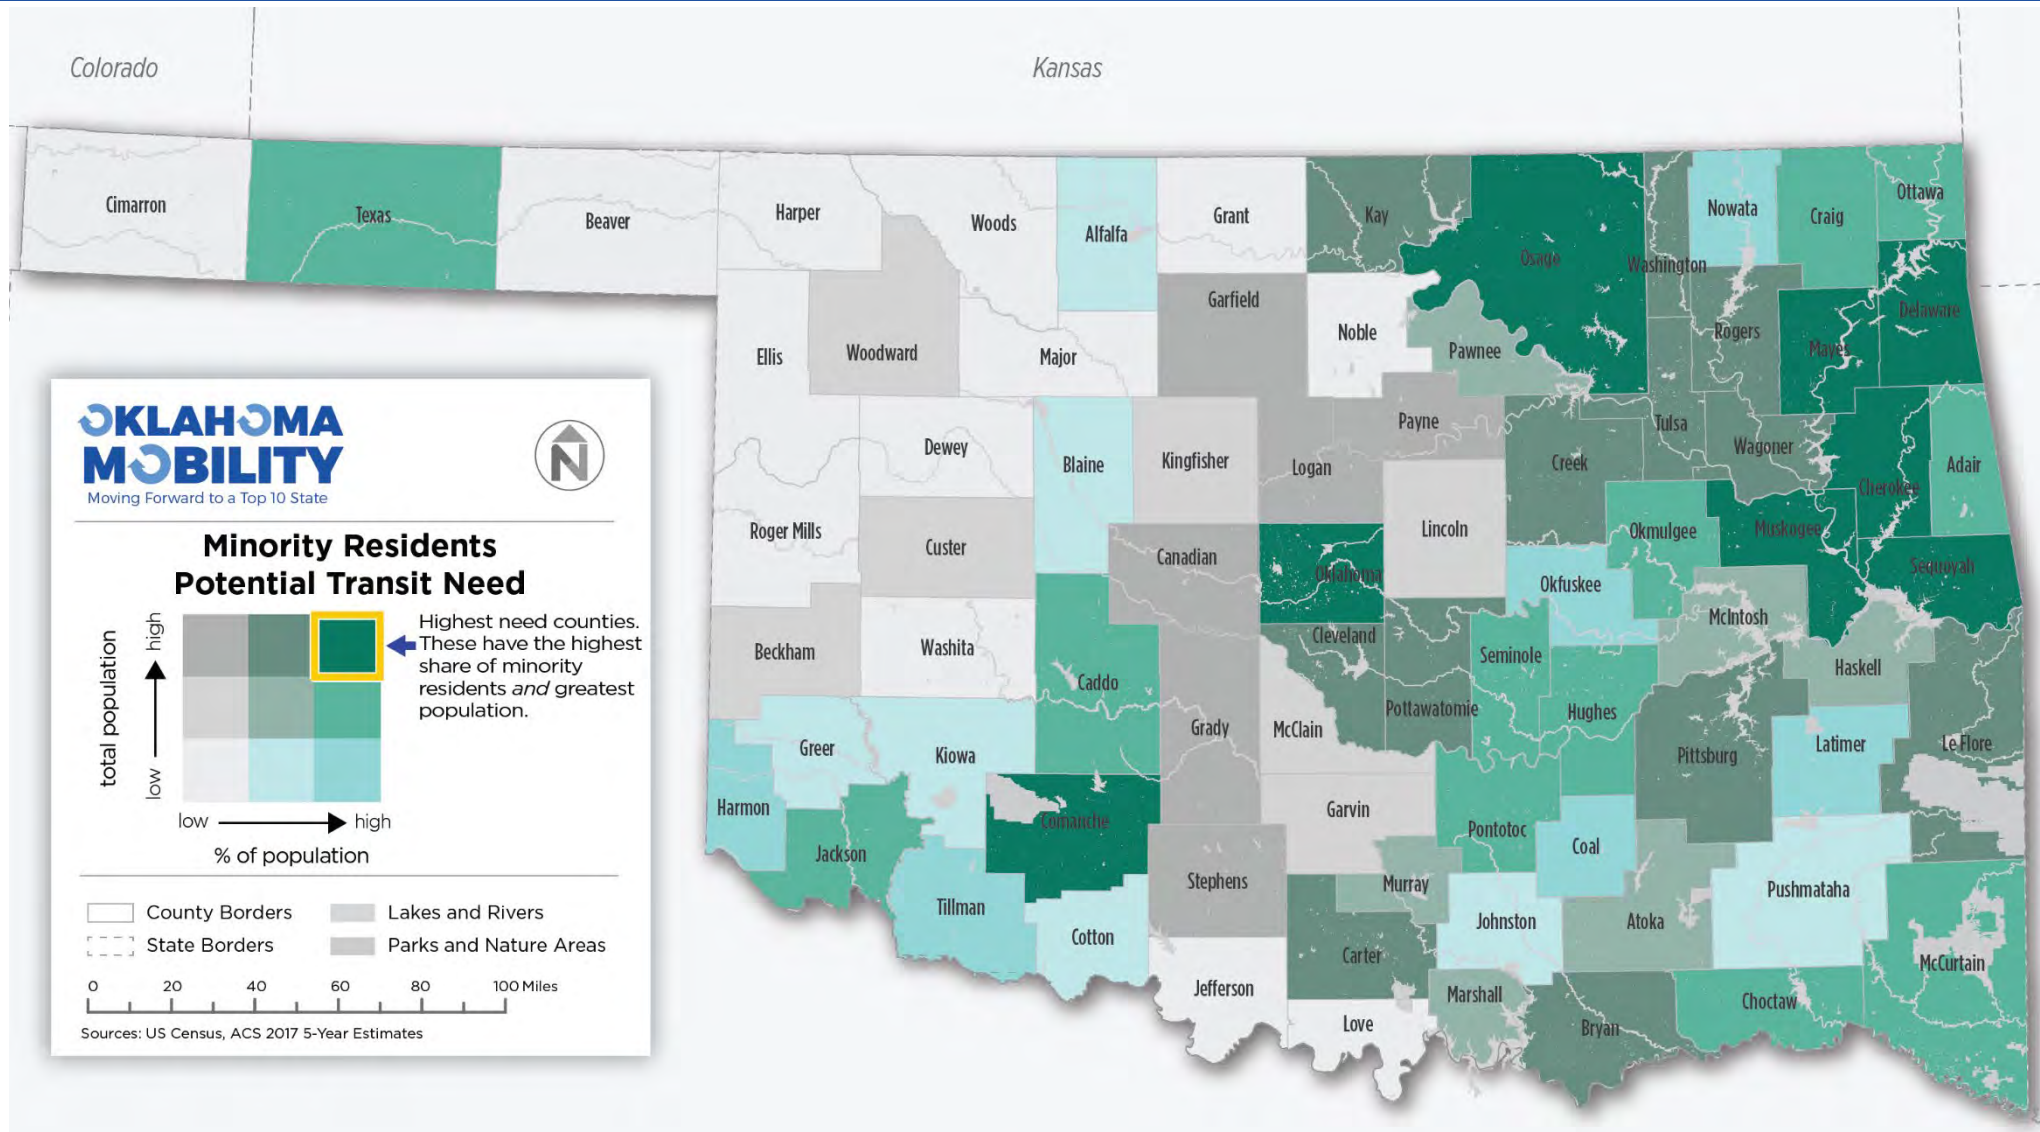 Colorado
Kansas
Cimarron
Texas
Beaver
Harper
Woods
Alfalfa
Grant
Kay
Osage
Washington
Nowata
Craig
Ottawa
Ellis
Woodward
Major
Garfield
Noble
Pawnee
Rogers
Mayes
Delaware
Dewey
Blaine
Kingfisher
Logan
Payne
Creek
Tulsa
Wagoner
Cherokee
Adair
Roger Mills
Custer
Canadian
Oklahoma
Lincoln
Okfuskee
Okmulgee
Muskogee
Sequoyah
Beckham
Washita
Caddo
Grady
McClain
Cleveland
Pottawatomie
Seminole
Hughes
McIntosh
Haskell
Pittsburg
Latimer
Le Flore
Harmon
Greer
Kiowa
Jackson
Comanche
Tillman
Cotton
Stephens
Garvin
Murray
Pontotoc
Coal
Johnston
Atoka
Pushmataha
McCurtain
Jefferson
Carter
Love
Marshall
Bryan
Choctaw
OKLAHOMA
MOBILITY
Moving Forward to a Top 10 State
N
Minority Residents
Potential Transit Need
total population
low
high
Highest need counties.
These have the highest
share of minority
residents and greatest
population.
low
high
% of population
County Borders
Lakes and Rivers
State Borders
Parks and Nature Areas
0 20 40 60 80 100 Miles
Sources: US Census, ACS 2017 5-Year Estimates